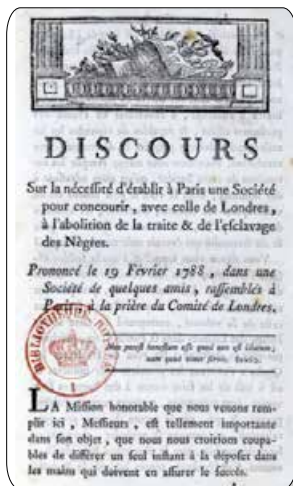 DISCOURS
Sur la nécessité d'établir à Paris une Société
pour concourir, avec celle de Londres,
à l'abolition de la traite & de l'esclavage
des Nègres.
Prononcé le 19 Février 1788, dans une
Société de quelques amis, rassemblés à
Paris, à la prière du Comité de Londres.
LA Mission honorable que nous venons rem-
plir ici, Messieurs, est tellement importante
dans son objet, que nous nous croirions coupa-
bles de différer un seul instant à la déposer dans
les mains qui doivent en assurer le succès.